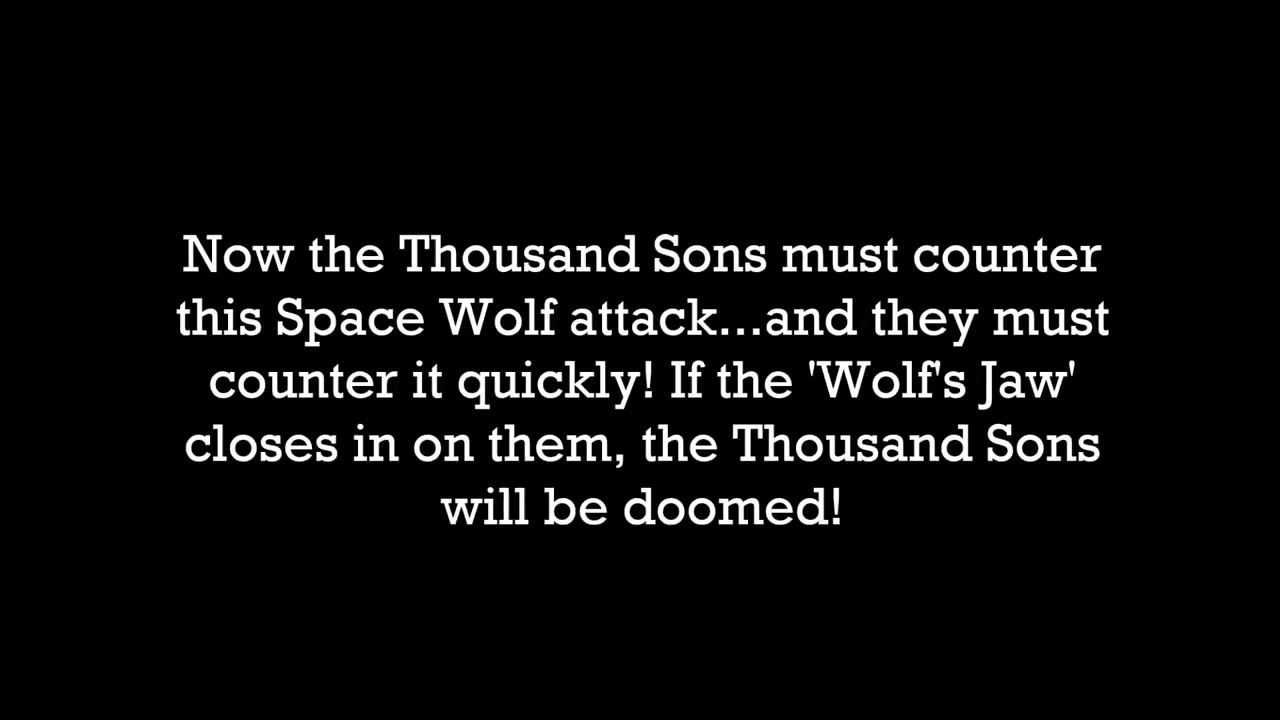 Now the Thousand Sons must counter
this Space Wolf attack...and they must
counter it quickly! If the 'Wolf's Jaw'
closes in on them, the Thousand Sons
will be doomed!